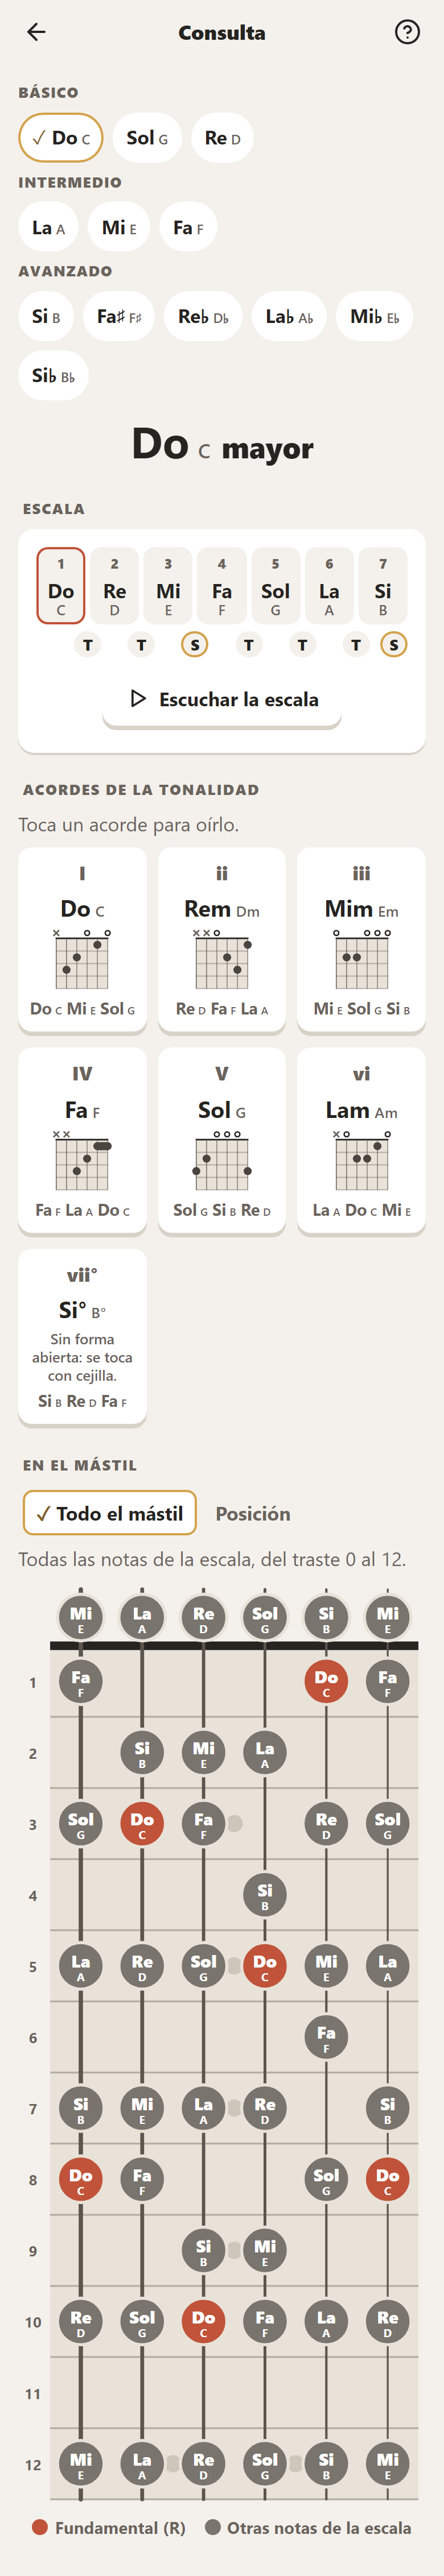 Consulta
BÁSICO
✓ Do C Sol G Re D
INTERMEDIO
La A Mi E Fa F
AVANZADO
Si B Fa♯ F♯ Re♭ D♭ La♭ A♭ Mi♭ E♭
Si♭ B♭
Do C mayor
ESCALA
1 2 3 4 5 6 7
Do Re Mi Fa Sol La Si
C D E F G A B
T T S T T T S
Escuchar la escala
ACORDES DE LA TONALIDAD
Toca un acorde para oírlo.
I ii iii
Do C Rem Dm Mim Em
Do C Mi E Sol G Re D Fa F La A Mi E Sol G Si B
IV V vi
Fa F Sol G Lam Am
Fa F La A Do C Sol G Si B Re D La A Do C Mi E
vii°
Si° B°
Sin forma
abierta: se toca
con cejilla.
Si B Re D Fa F
EN EL MÁSTIL
✓ Todo el mástil Posición
Todas las notas de la escala, del traste 0 al 12.
Mi La Re Sol Si Mi
E A D G B E
1 Fa Do Fa
F C F
2 Si Mi La
B E A
3 Sol Do Fa Re Sol
G C F D G
4 Si
B
5 La Re Sol Do Mi La
A D G C E A
6 Fa
F
7 Si Mi La Re Si
B E A D B
8 Do Fa Sol Do
C F G C
9 Si Mi
B E
10 Re Sol Do Fa La Re
D G C F A D
11
12 Mi La Re Sol Si Mi
E A D G B E
Fundamental (R) Otras notas de la escala